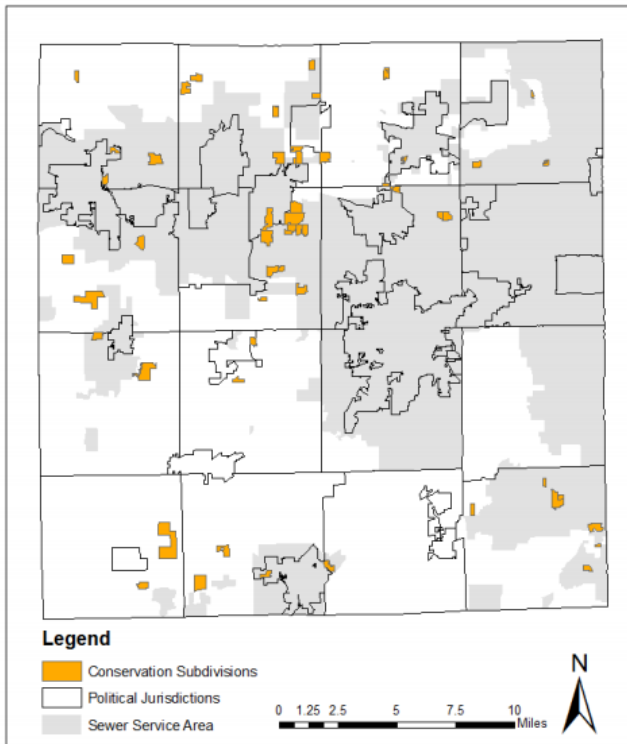 Legend
Conservation Subdivisions
Political Jurisdictions
Sewer Service Area
N
0 1.25 2.5 5 7.5 10
Miles